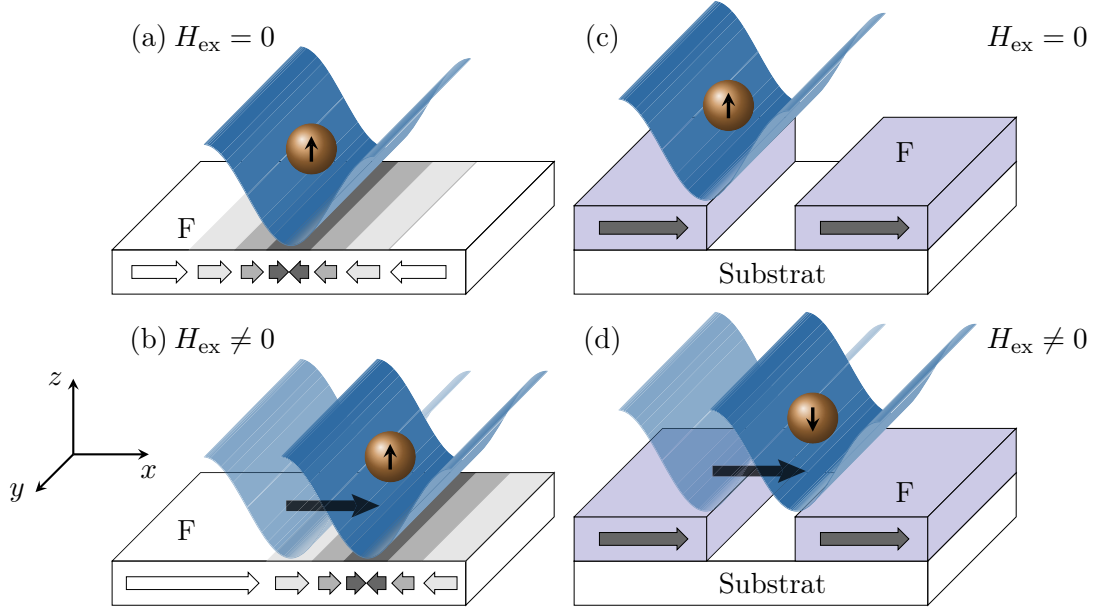 (a) H_ex = 0
F
(c) H_ex = 0
F
Substrat
(b) H_ex ≠ 0
F
z
x
y
(d) H_ex ≠ 0
F
Substrat